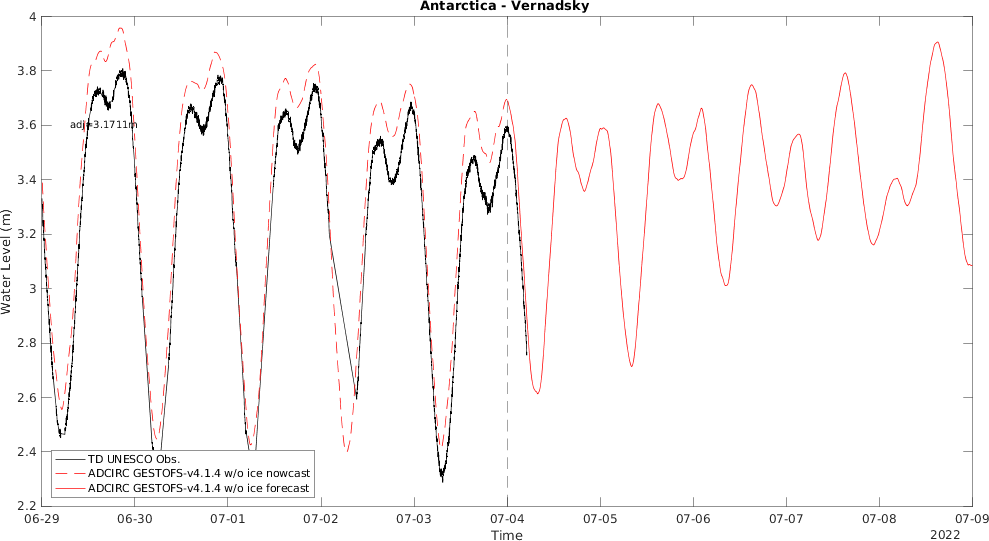 Antarctica - Vernadsky
4
3.8
3.6
3.4
3.2
3
2.8
2.6
2.4
2.2
Water Level (m)
adj=3.1711m
TD UNESCO Obs.
ADCIRC GESTOFS-v4.1.4 w/o ice nowcast
ADCIRC GESTOFS-v4.1.4 w/o ice forecast
06-29 06-30 07-01 07-02 07-03 07-04 07-05 07-06 07-07 07-08 07-09
Time
2022